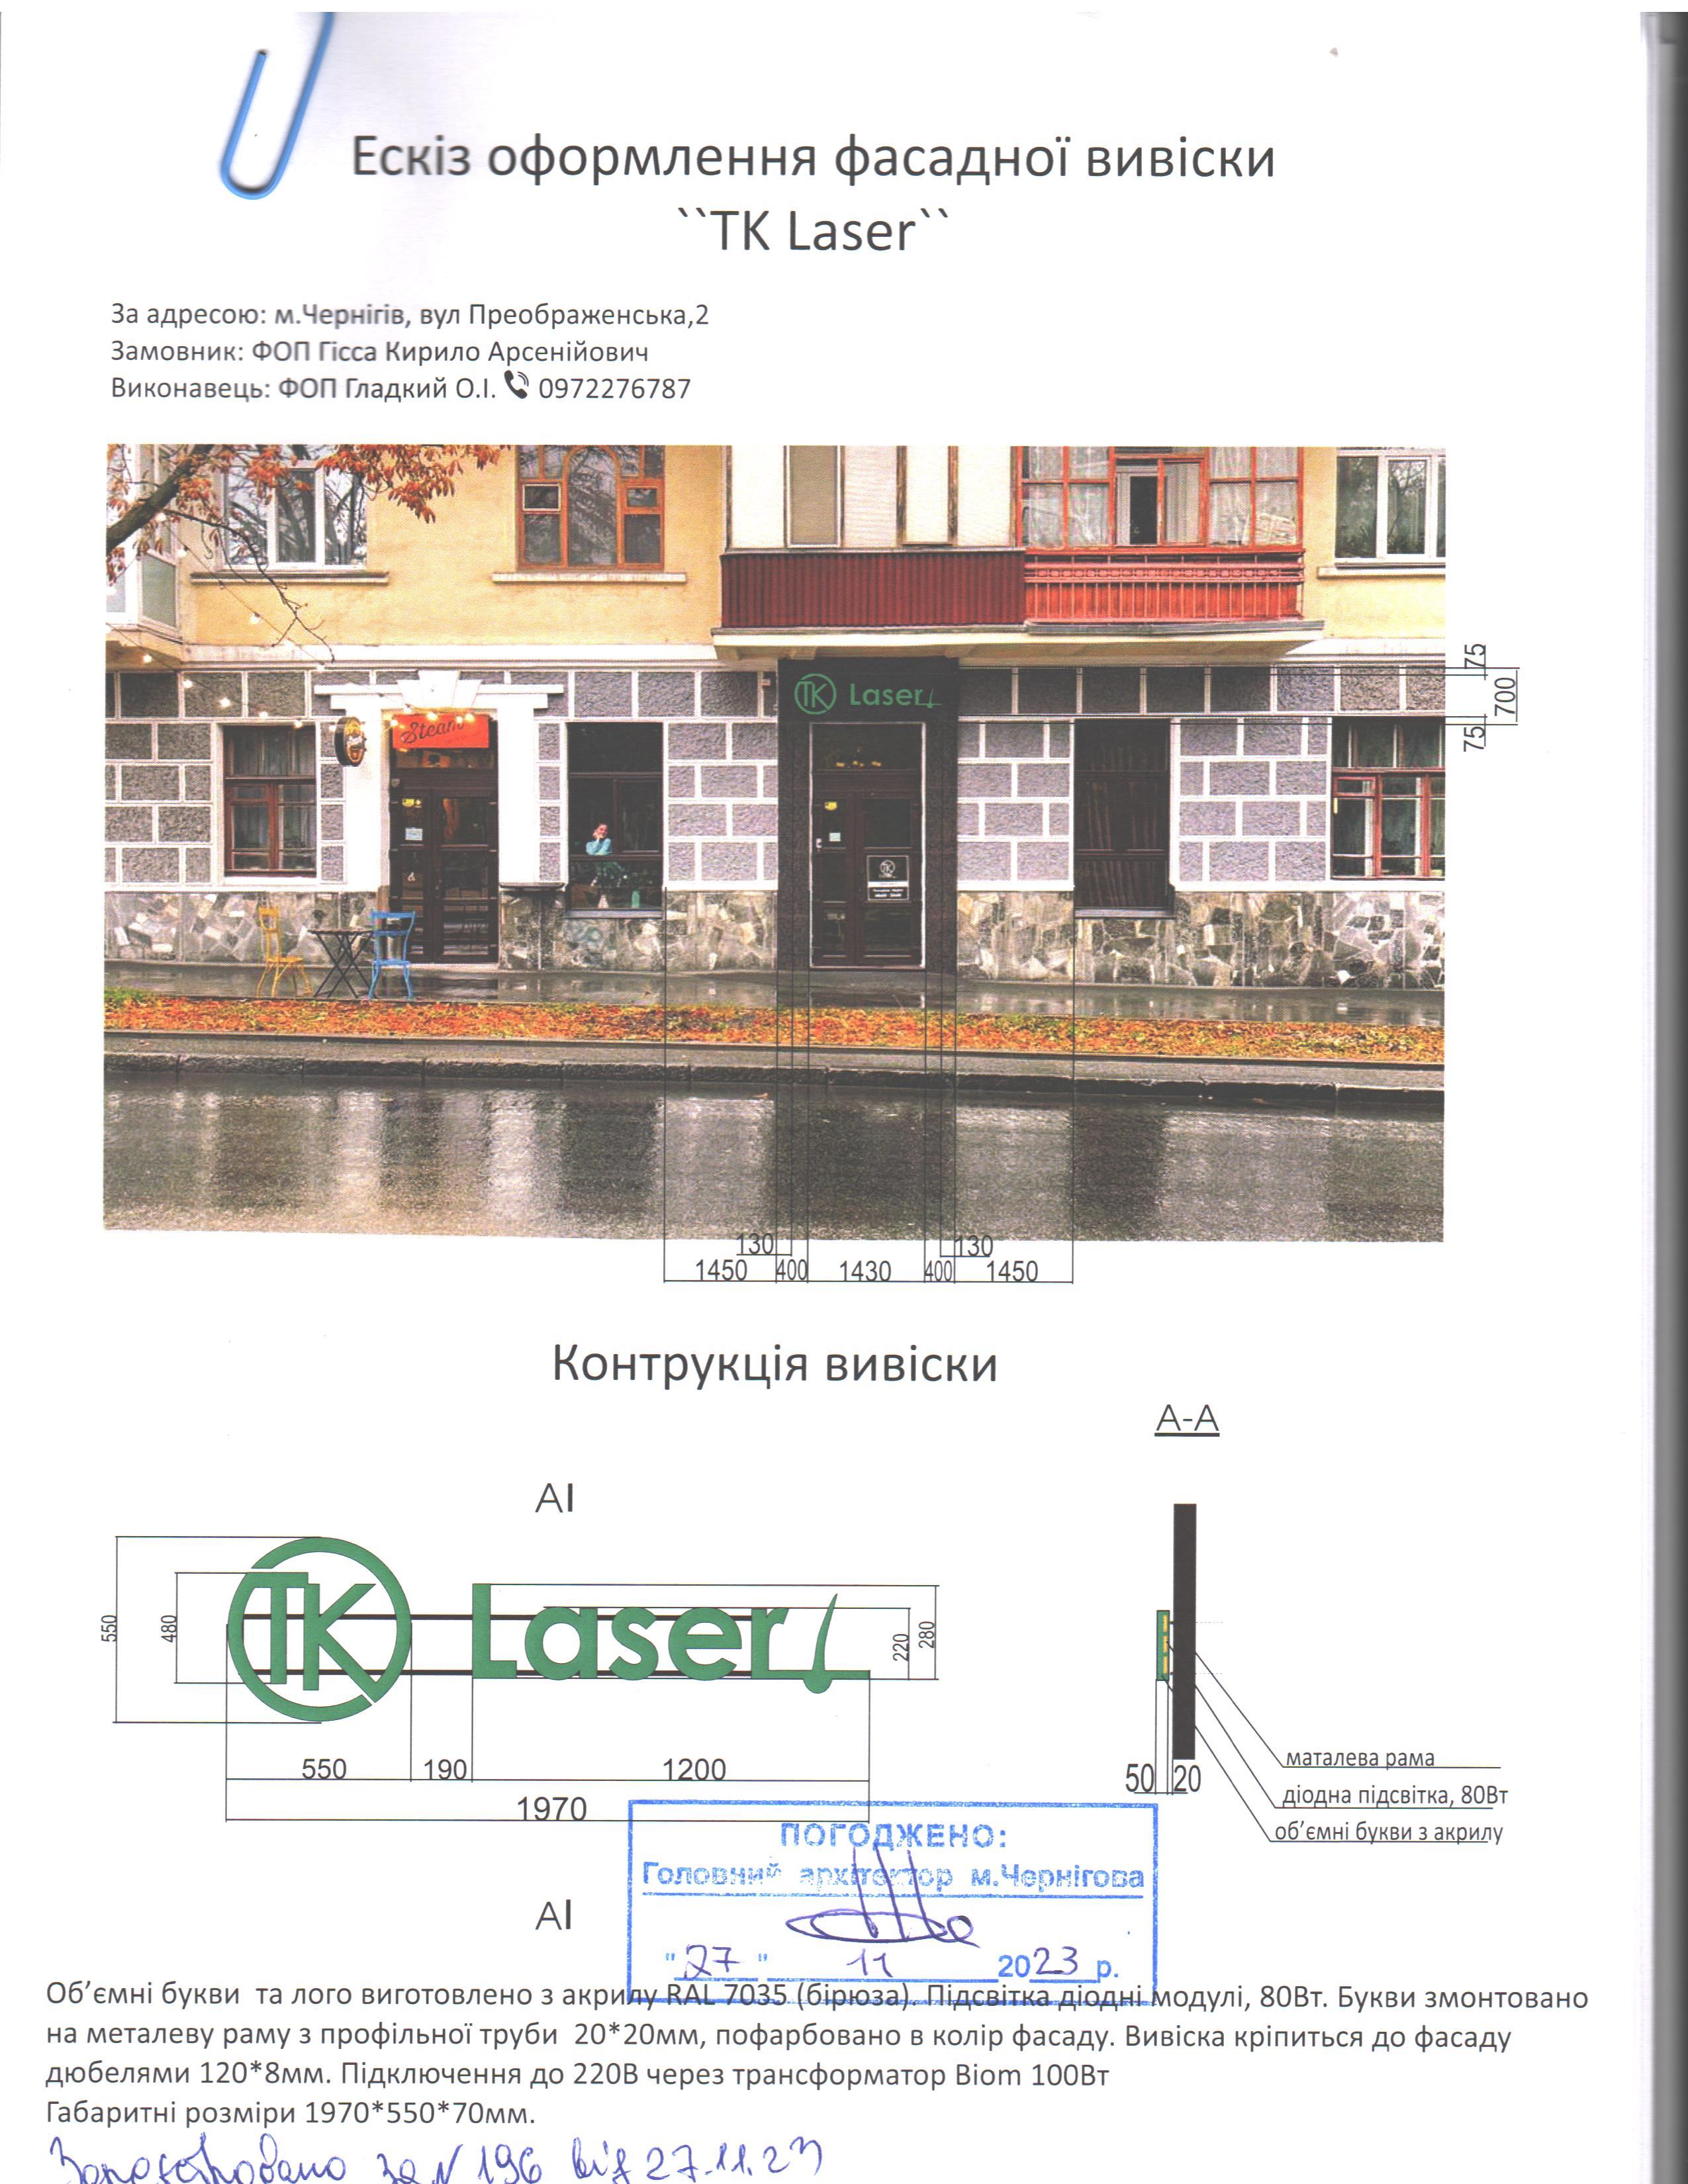 Ескіз оформлення фасадної вивіски
``TK Laser``
За адресою: м.Чернігів, вул Преображенська,2
Замовник: ФОП Гісса Кирило Арсенійович
Виконавець: ФОП Гладкий О.І. 0972276787
TK Laser
Steam
75
700
75
130
130
1450
400
1430
400
1450
Контрукція вивіски
А-А
АI
TK Laser
550
480
220
280
550
190
1200
1970
50
20
маталева рама
діодна підсвітка, 80Вт
об’ємні букви з акрилу
ПОГОДЖЕНО:
Головний архітектор м.Чернігова
"27" 11 2023 р.
АI
Об’ємні букви та лого виготовлено з акрилу RAL 7035 (бірюза). Підсвітка діодні модулі, 80Вт. Букви змонтовано
на металеву раму з профільної труби 20*20мм, пофарбовано в колір фасаду. Вивіска кріпиться до фасаду
дюбелями 120*8мм. Підключення до 220В через трансформатор Biom 100Вт
Габаритні розміри 1970*550*70мм.
Зареєстровано за N 196 від 27.11.23